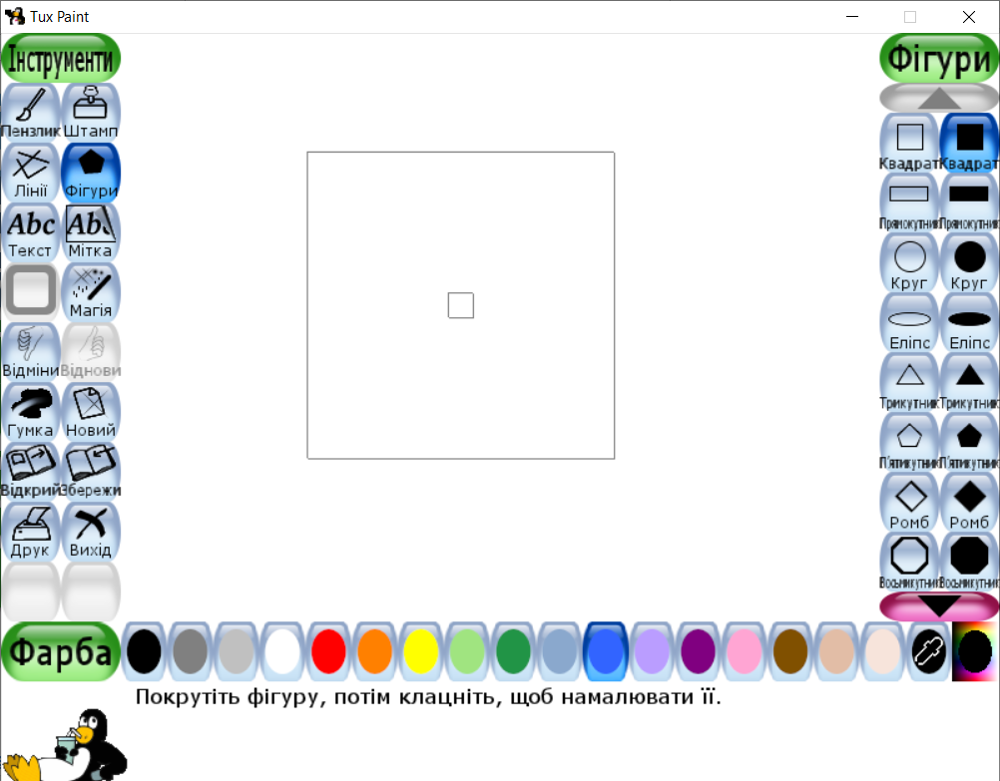 Tux Paint
Інструменти
Фігури
Пензлик Штамп
Квадрат Квадрат
Лінії Фігури
Прямокутник Прямокутник
Abc Abc
Текст Мітка
Круг Круг
Магія
Еліпс Еліпс
Відміни Віднови
Трикутник Трикутник
Гумка Новий
П'ятикутник П'ятикутник
Відкрий Збережи
Ромб Ромб
Друк Вихід
Восьмикутник Восьмикутник
Фарба
Покрутіть фігуру, потім клацніть, щоб намалювати її.